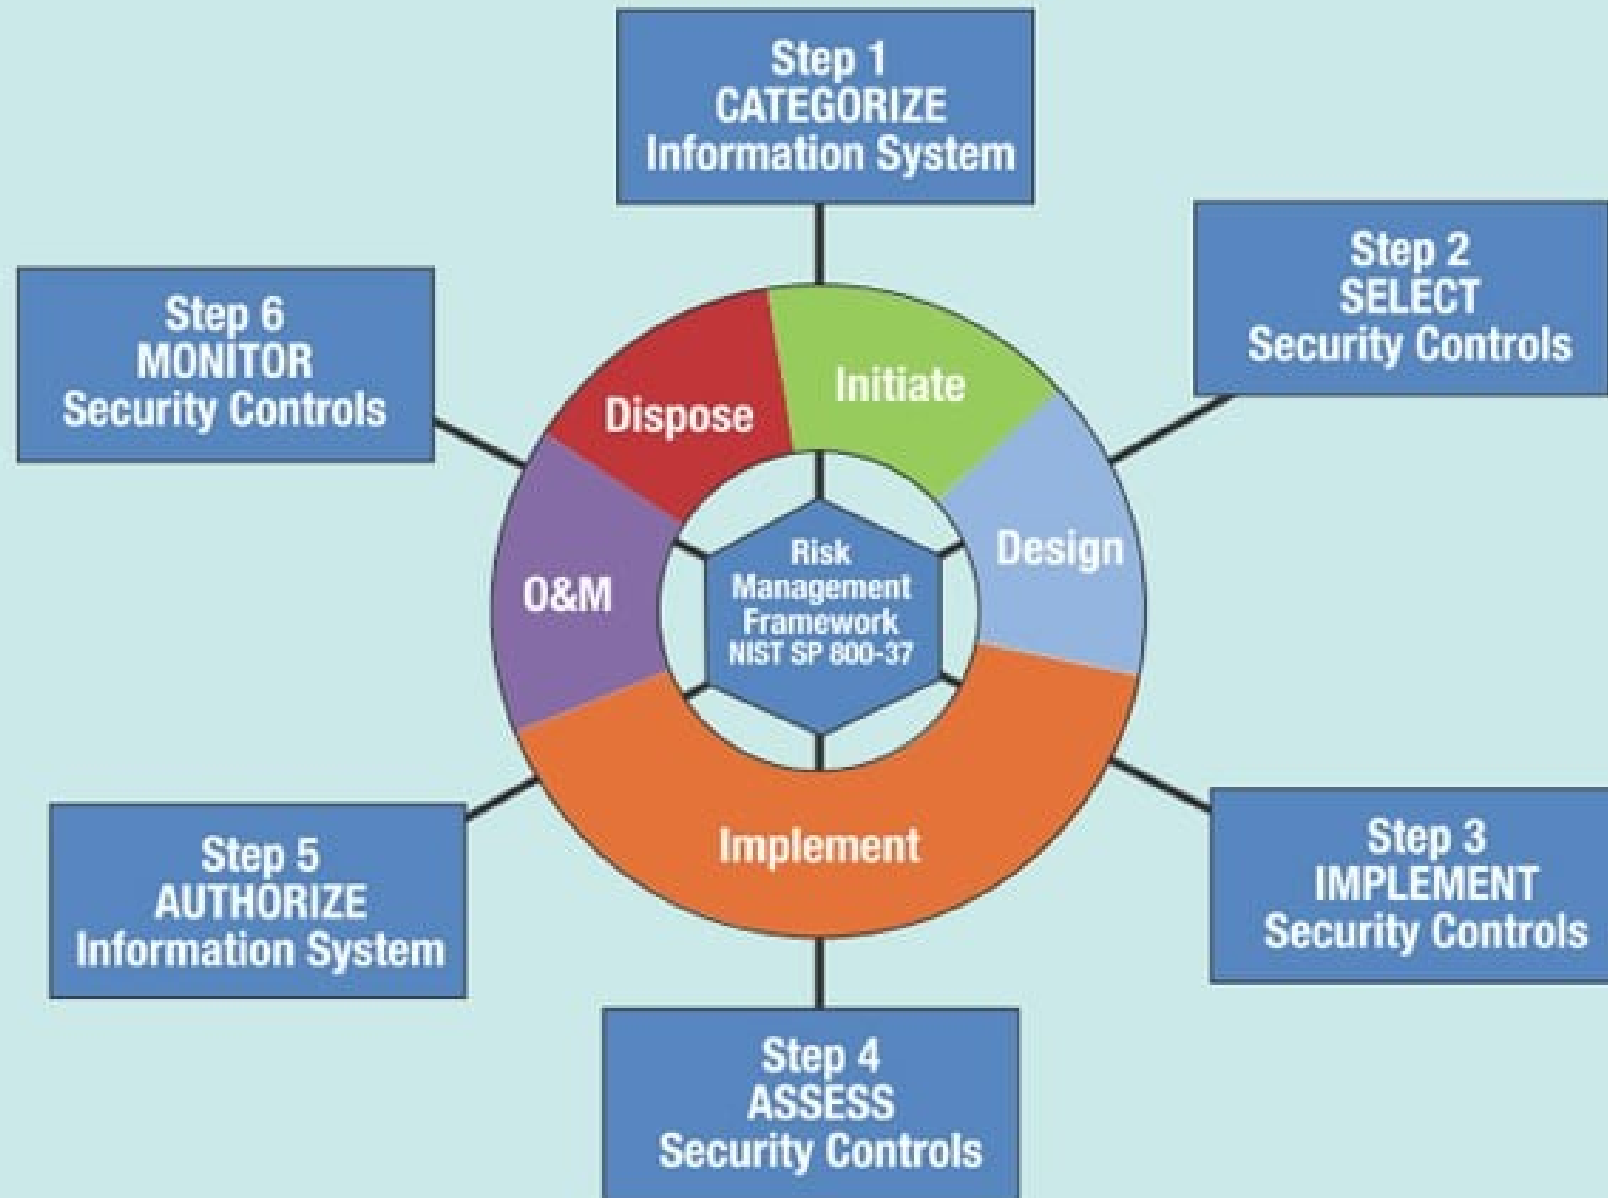 Step 1
CATEGORIZE
Information System
Step 2
SELECT
Security Controls
Step 3
IMPLEMENT
Security Controls
Step 4
ASSESS
Security Controls
Step 5
AUTHORIZE
Information System
Step 6
MONITOR
Security Controls
Initiate
Design
Implement
O&M
Dispose
Risk
Management
Framework
NIST SP 800-37